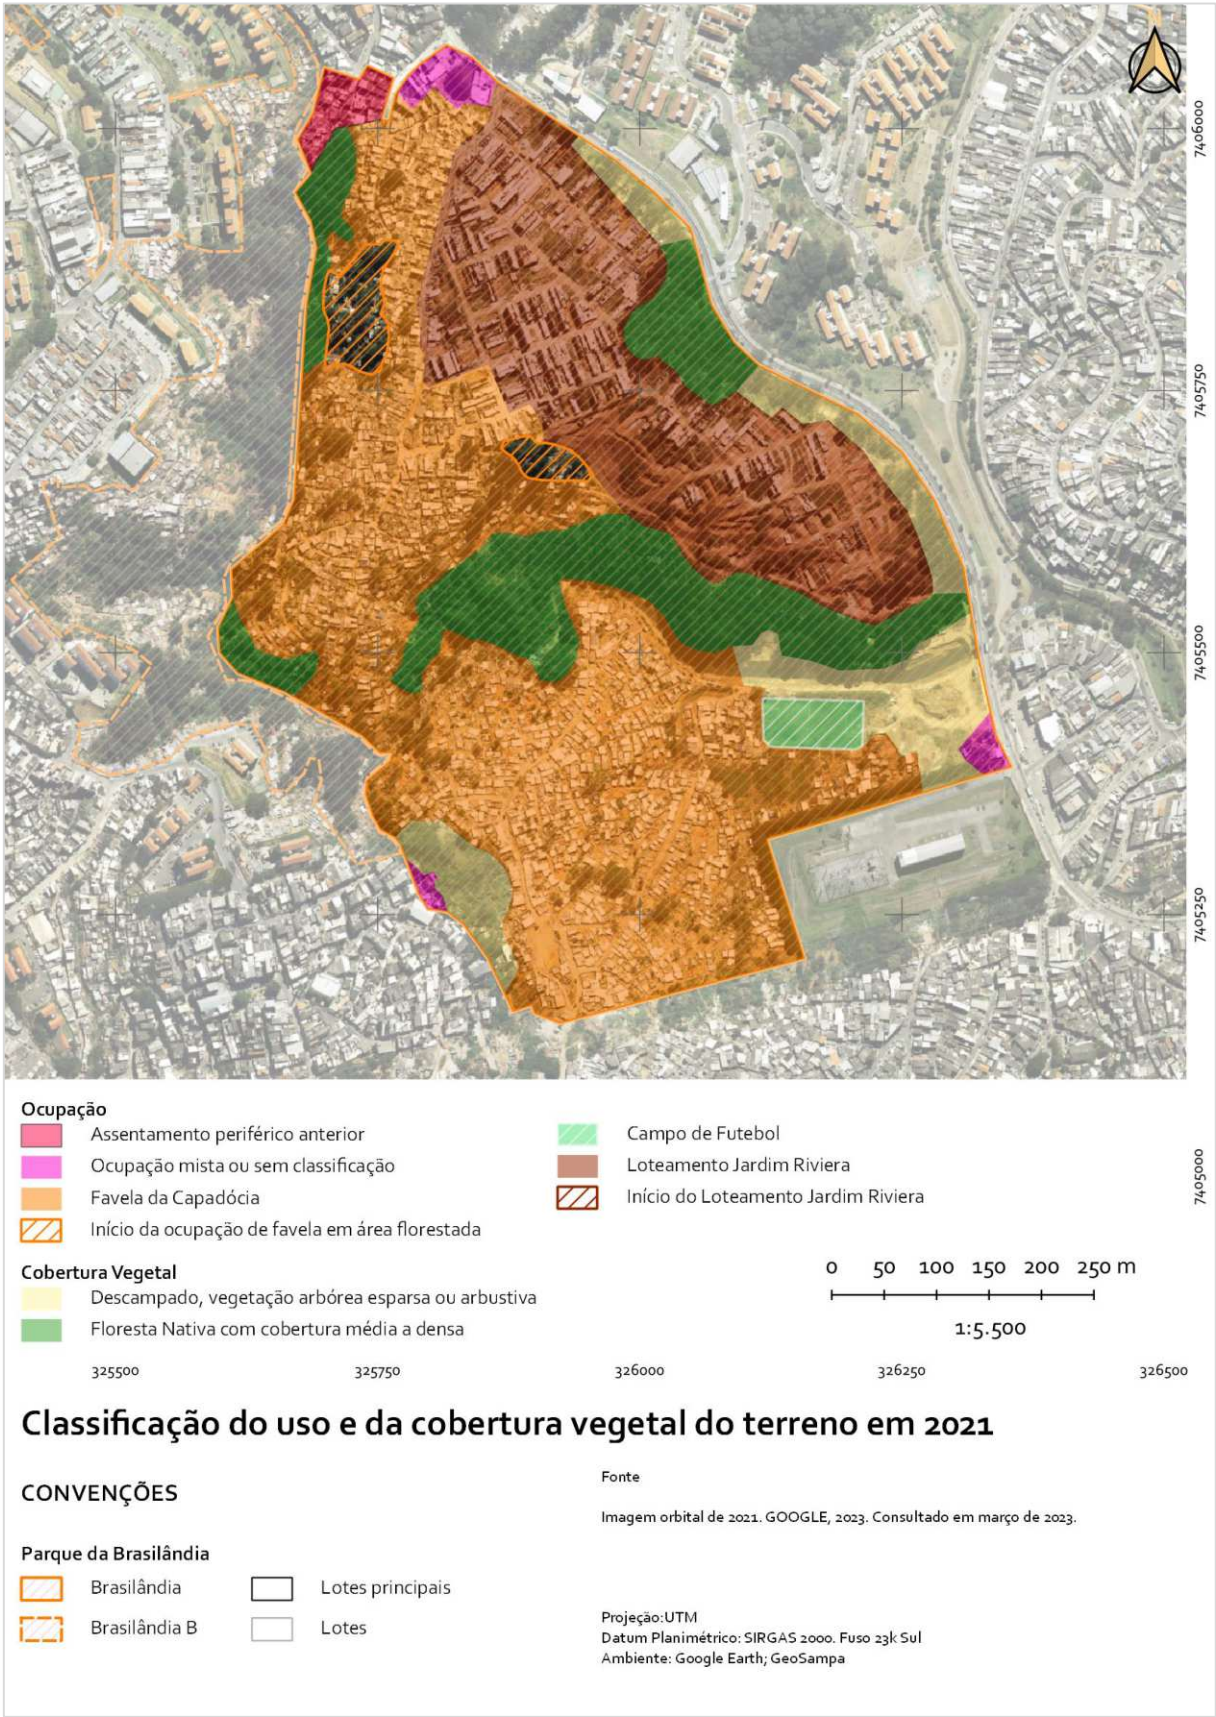 7406000
7405750
7405500
7405250
7405000
Ocupação
Assentamento periférico anterior
Ocupação mista ou sem classificação
Favela da Capadócia
Início da ocupação de favela em área florestada
Campo de Futebol
Loteamento Jardim Riviera
Início do Loteamento Jardim Riviera
Cobertura Vegetal
Descampado, vegetação arbórea esparsa ou arbustiva
Floresta Nativa com cobertura média a densa
0 50 100 150 200 250 m
1:5.500
325500 325750 326000 326250 326500
Classificação do uso e da cobertura vegetal do terreno em 2021
CONVENÇÕES
Parque da Brasilândia
Brasilândia
Brasilândia B
Lotes principais
Lotes
Fonte
Imagem orbital de 2021. GOOGLE, 2023. Consultado em março de 2023.
Projeção:UTM
Datum Planimétrico: SIRGAS 2000. Fuso 23k Sul
Ambiente: Google Earth; GeoSampa